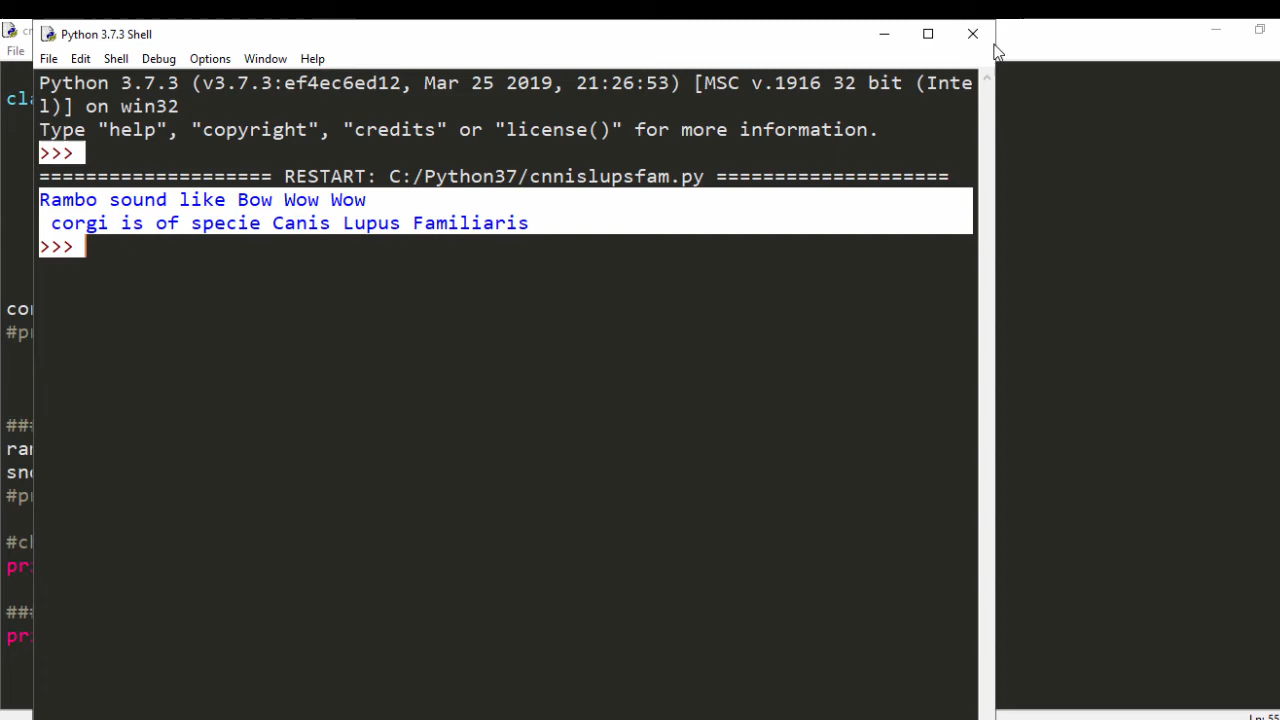 Python 3.7.3 Shell
File
File Edit Shell Debug Options Window Help
Python 3.7.3 (v3.7.3:ef4ec6ed12, Mar 25 2019, 21:26:53) [MSC v.1916 32 bit (Inte
l)] on win32
Type "help", "copyright", "credits" or "license()" for more information.
>>>
==================== RESTART: C:/Python37/cnnislupsfam.py ====================
Rambo sound like Bow Wow Wow
corgi is of specie Canis Lupus Familiaris
>>>